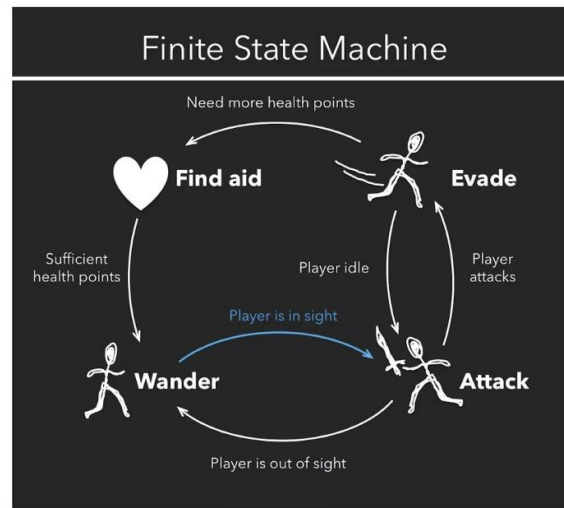 Finite State Machine
Need more health points
Find aid
Evade
Sufficient
health points
Player idle
Player
attacks
Player is in sight
Wander
Attack
Player is out of sight